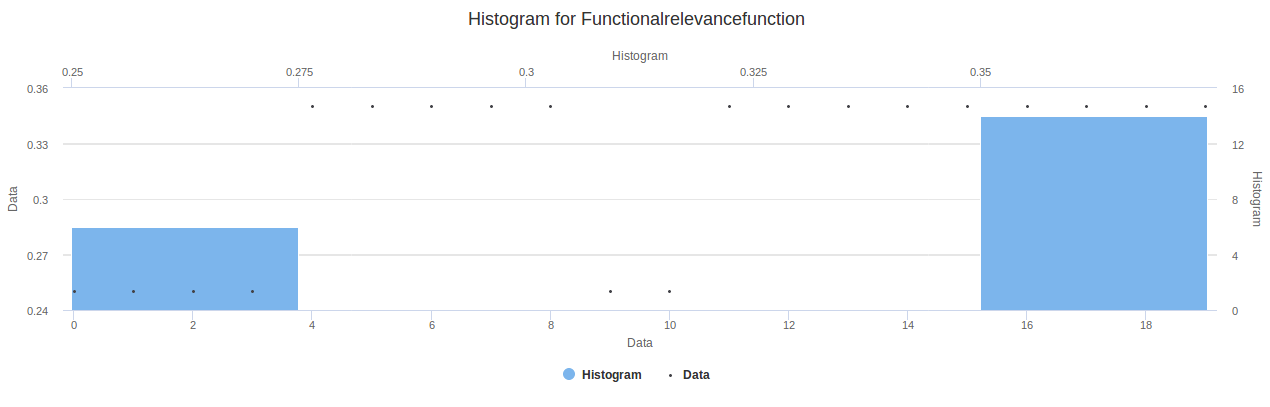 Histogram for Functionalrelevancefunction
Histogram
0.25 0.275 0.3 0.325 0.35
0.36 16
0.33 12
0.3 8
0.27 4
0.24 0
Data
Histogram
0 2 4 6 8 10 12 14 16 18
Data
Histogram Data